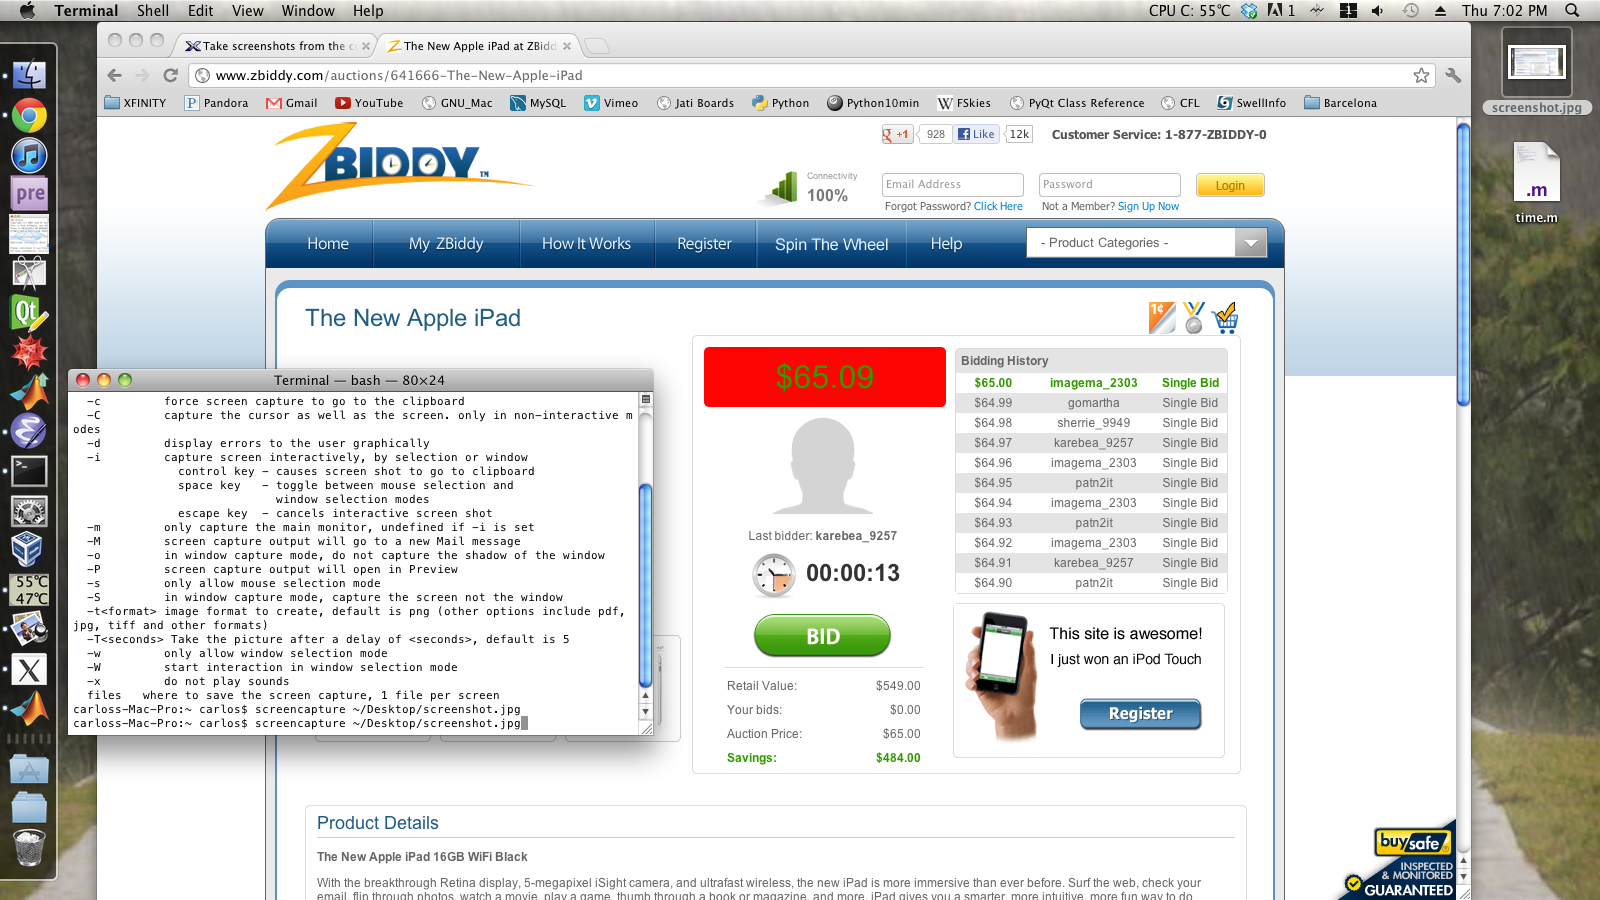 Terminal Shell Edit View Window Help CPU C: 55°C 1 Thu 7:02 PM
Take screenshots from the c
The New Apple iPad at ZBidd
www.zbiddy.com/auctions/641666-The-New-Apple-iPad
XFINITY Pandora Gmail YouTube GNU_Mac MySQL Vimeo Jati Boards Python Python10min FSkies PyQt Class Reference CFL SwellInfo Barcelona
screenshot.jpg
.m
time.m
pre
Qt
55°C
47°C
ZBIDDY™
+1 928 Like 12k Customer Service: 1-877-ZBIDDY-0
Connectivity
100%
Email Address Password Login
Forgot Password? Click Here Not a Member? Sign Up Now
Home My ZBiddy How It Works Register Spin The Wheel Help - Product Categories -
The New Apple iPad
1¢
$65.09
Last bidder: karebea_9257
00:00:13
BID
Retail Value: $549.00
Your bids: $0.00
Auction Price: $65.00
Savings: $484.00
Bidding History
$65.00 imagema_2303 Single Bid
$64.99 gomartha Single Bid
$64.98 sherrie_9949 Single Bid
$64.97 karebea_9257 Single Bid
$64.96 imagema_2303 Single Bid
$64.95 patn2it Single Bid
$64.94 imagema_2303 Single Bid
$64.93 patn2it Single Bid
$64.92 imagema_2303 Single Bid
$64.91 karebea_9257 Single Bid
$64.90 patn2it Single Bid
This site is awesome!
I just won an iPod Touch
Register
Terminal — bash — 80×24
-c force screen capture to go to the clipboard
-C capture the cursor as well as the screen. only in non-interactive m
odes
-d display errors to the user graphically
-i capture screen interactively, by selection or window
control key - causes screen shot to go to clipboard
space key - toggle between mouse selection and
window selection modes
escape key - cancels interactive screen shot
-m only capture the main monitor, undefined if -i is set
-M screen capture output will go to a new Mail message
-o in window capture mode, do not capture the shadow of the window
-P screen capture output will open in Preview
-s only allow mouse selection mode
-S in window capture mode, capture the screen not the window
-t<format> image format to create, default is png (other options include pdf,
jpg, tiff and other formats)
-T<seconds> Take the picture after a delay of <seconds>, default is 5
-w only allow window selection mode
-W start interaction in window selection mode
-x do not play sounds
files where to save the screen capture, 1 file per screen
carloss-Mac-Pro:~ carlos$ screencapture ~/Desktop/screenshot.jpg
carloss-Mac-Pro:~ carlos$ screencapture ~/Desktop/screenshot.jpg
Product Details
The New Apple iPad 16GB WiFi Black
With the breakthrough Retina display, 5-megapixel iSight camera, and ultrafast wireless, the new iPad is more immersive than ever before. Surf the web, check your
email, flip through photos, watch a movie, play a game, thumb through a book or magazine, and more. iPad gives you a smarter, more intuitive, more fun way to do
buySAFE
INSPECTED
& MONITORED
GUARANTEED